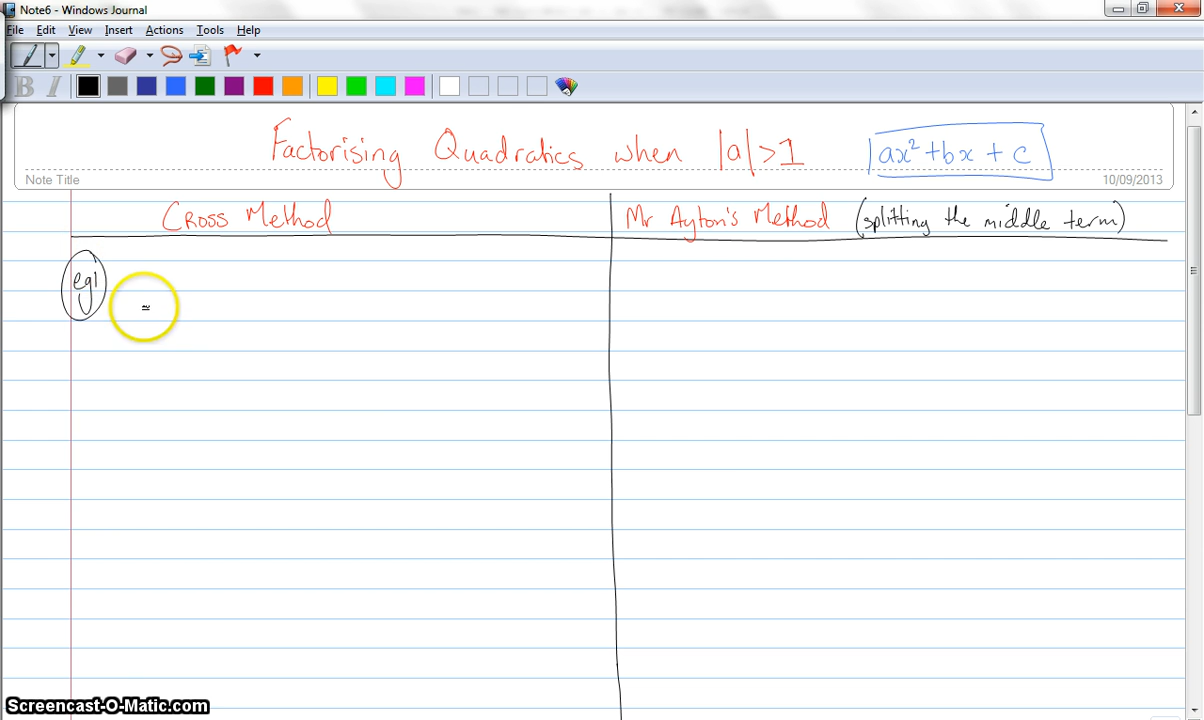 Note6 - Windows Journal
File Edit View Insert Actions Tools Help
B I
Factorising Quadratics when |a| > 1 ax² + bx + c
Note Title 10/09/2013
Cross Method Mr Ayton's Method (splitting the middle term)
eg1
Screencast-O-Matic.com